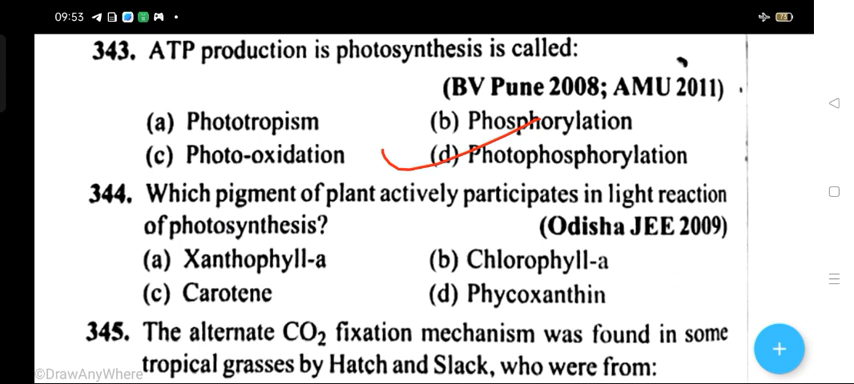 09:53
343. ATP production is photosynthesis is called:
(BV Pune 2008; AMU 2011)
(a) Phototropism (b) Phosphorylation
(c) Photo-oxidation (d) Photophosphorylation
344. Which pigment of plant actively participates in light reaction
of photosynthesis? (Odisha JEE 2009)
(a) Xanthophyll-a (b) Chlorophyll-a
(c) Carotene (d) Phycoxanthin
345. The alternate CO₂ fixation mechanism was found in some
tropical grasses by Hatch and Slack, who were from:
©DrawAnyWhere
+